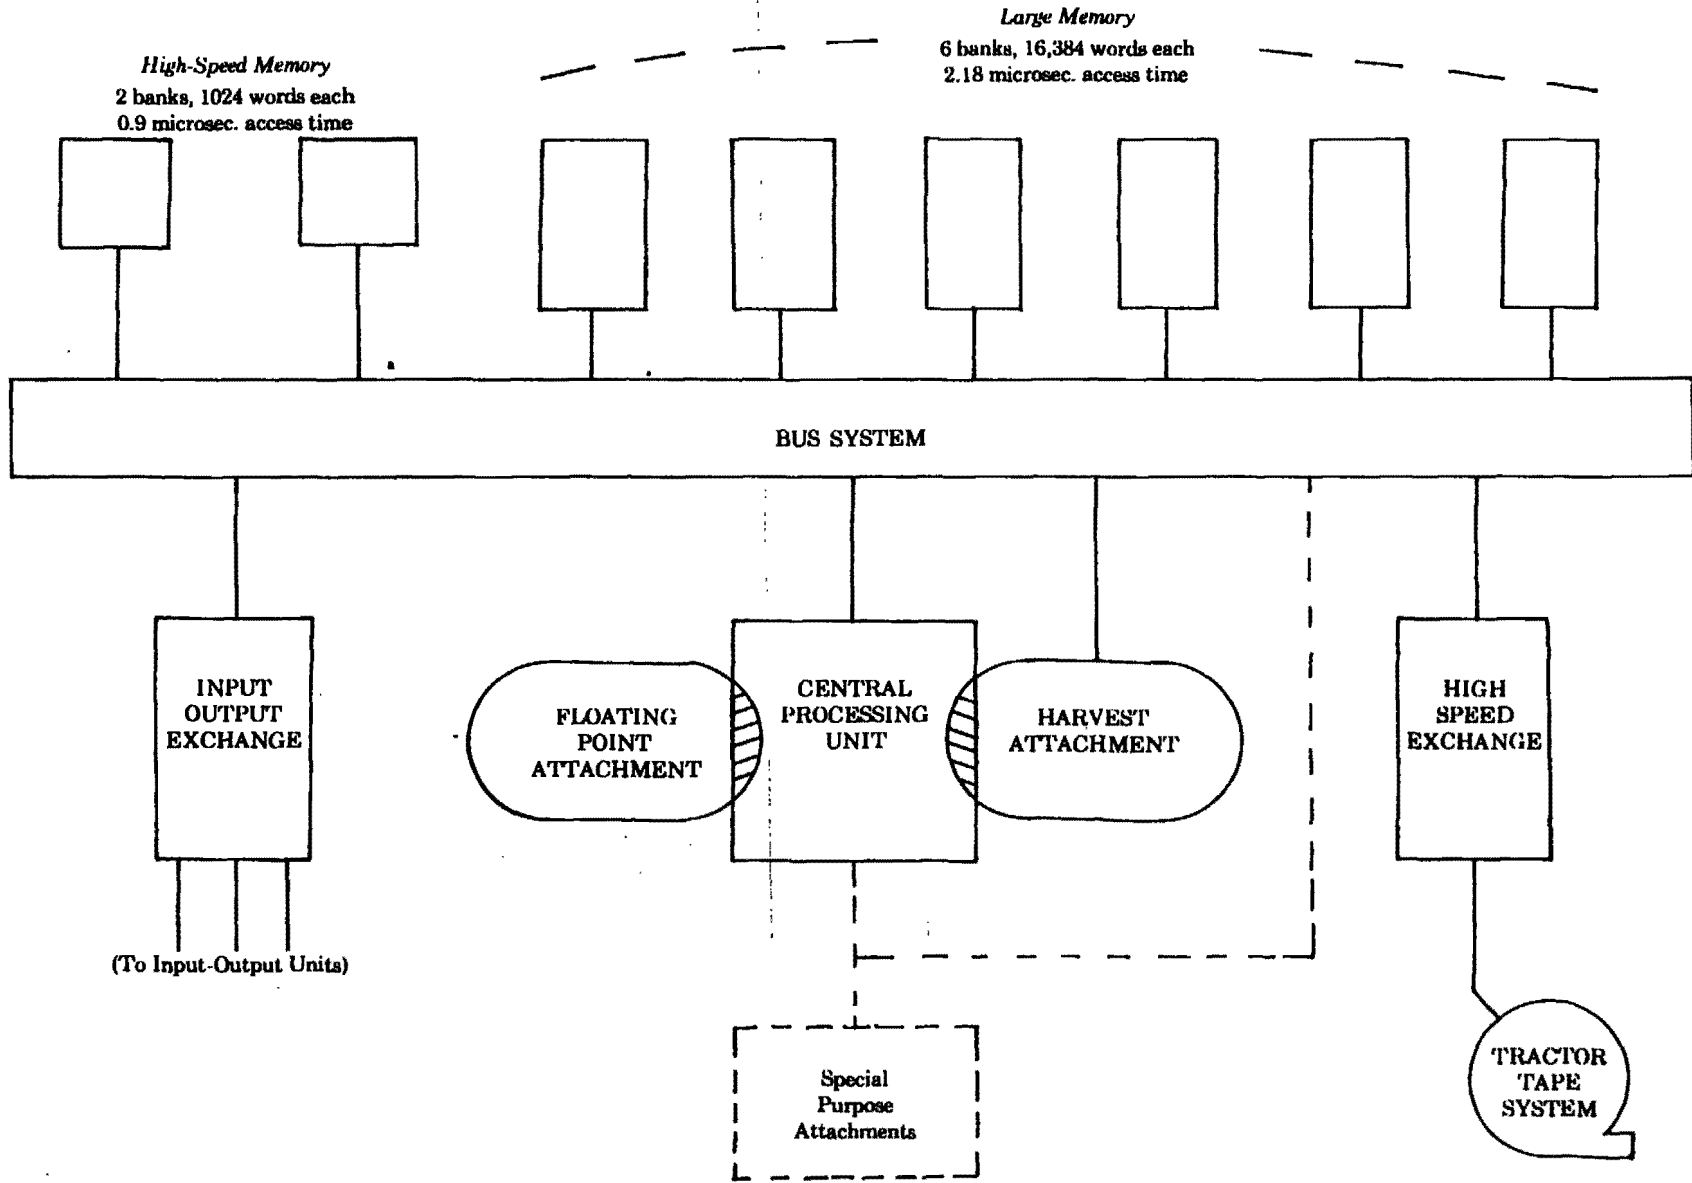 Large Memory
6 banks, 16,384 words each
2.18 microsec. access time
High-Speed Memory
2 banks, 1024 words each
0.9 microsec. access time
BUS SYSTEM
INPUT
OUTPUT
EXCHANGE
FLOATING
POINT
ATTACHMENT
CENTRAL
PROCESSING
UNIT
HARVEST
ATTACHMENT
HIGH
SPEED
EXCHANGE
(To Input-Output Units)
Special
Purpose
Attachments
TRACTOR
TAPE
SYSTEM